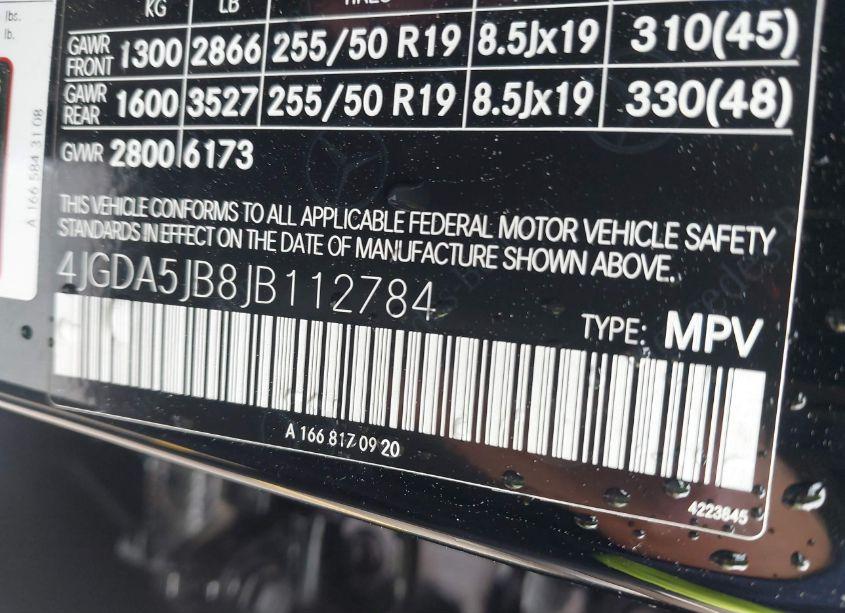 KG LB
GAWR FRONT 1300 2866 255/50 R19 8.5Jx19 310(45)
GAWR REAR 1600 3527 255/50 R19 8.5Jx19 330(48)
GVWR 2800 6173
THIS VEHICLE CONFORMS TO ALL APPLICABLE FEDERAL MOTOR VEHICLE SAFETY
STANDARDS IN EFFECT ON THE DATE OF MANUFACTURE SHOWN ABOVE.
4JGDA5JB8JB112784
TYPE: MPV
A 166 817 09 20
4223845
lbs.
lb.
A 166 584 31 08